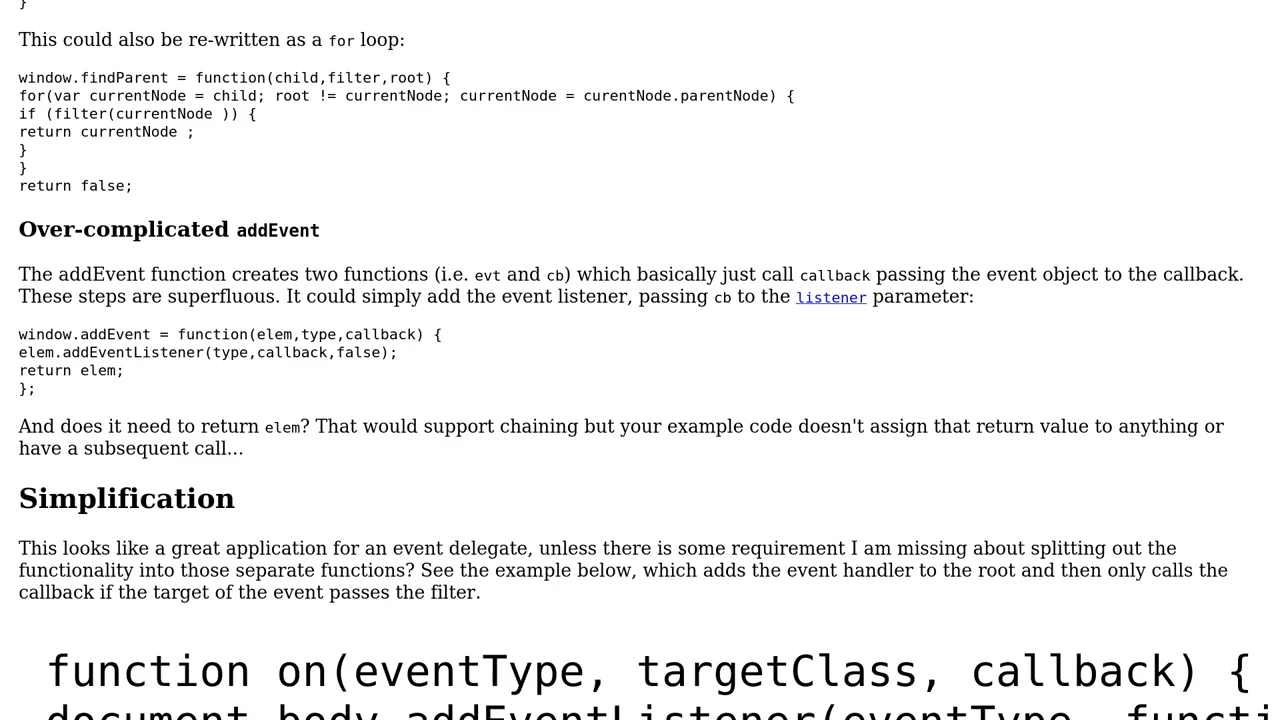 }
This could also be re-written as a for loop:
window.findParent = function(child,filter,root) {
for(var currentNode = child; root != currentNode; currentNode = curentNode.parentNode) {
if (filter(currentNode )) {
return currentNode ;
}
}
return false;
Over-complicated addEvent
The addEvent function creates two functions (i.e. evt and cb) which basically just call callback passing the event object to the callback.
These steps are superfluous. It could simply add the event listener, passing cb to the listener parameter:
window.addEvent = function(elem,type,callback) {
elem.addEventListener(type,callback,false);
return elem;
};
And does it need to return elem? That would support chaining but your example code doesn't assign that return value to anything or
have a subsequent call...
Simplification
This looks like a great application for an event delegate, unless there is some requirement I am missing about splitting out the
functionality into those separate functions? See the example below, which adds the event handler to the root and then only calls the
callback if the target of the event passes the filter.
function on(eventType, targetClass, callback) {
document.body.addEventListener(eventType, functi